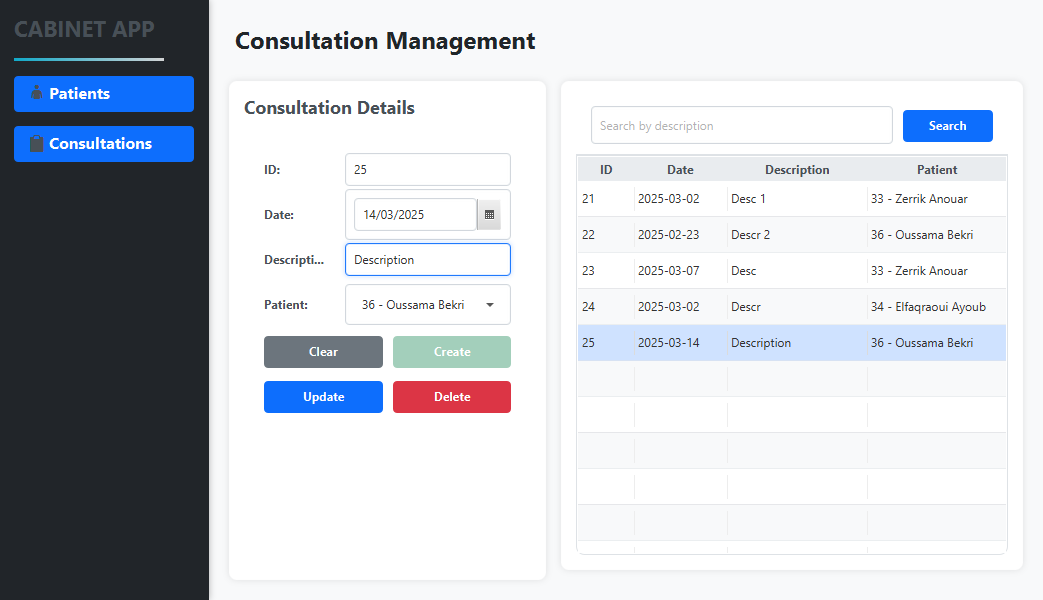 CABINET APP
Patients
Consultations
Consultation Management
Consultation Details
ID: 25
Date: 14/03/2025
Descripti... Description
Patient: 36 - Oussama Bekri
Clear Create
Update Delete
Search by description Search
ID Date Description Patient
21 2025-03-02 Desc 1 33 - Zerrik Anouar
22 2025-02-23 Descr 2 36 - Oussama Bekri
23 2025-03-07 Desc 33 - Zerrik Anouar
24 2025-03-02 Descr 34 - Elfaqraoui Ayoub
25 2025-03-14 Description 36 - Oussama Bekri